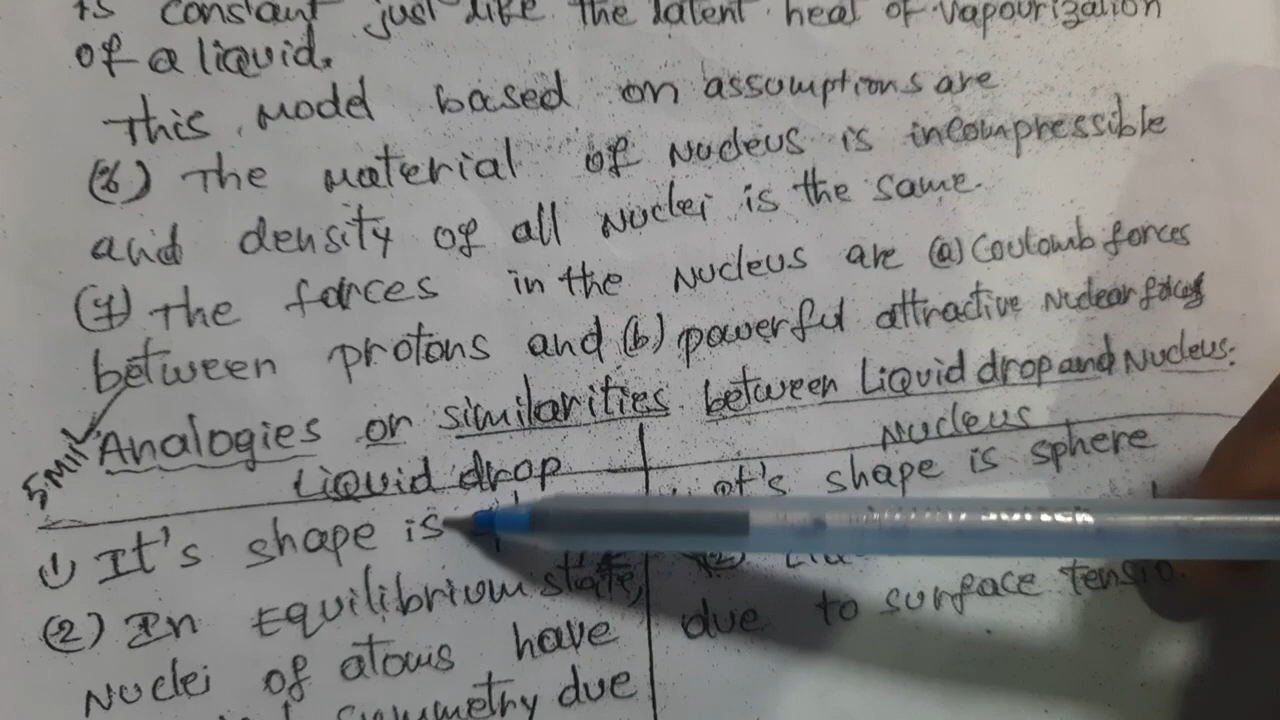 is constant just like the latent heat of vapourization
of a liquid.
This model based on assumptions are
(6) The material of nucleus is incompressible
and density of all nuclei is the same.
(7) The forces in the nucleus are (a) Coulomb forces
between protons and (b) powerful attractive nuclear forces
5M Analogies or similarities between Liquid drop and Nucleus:
Liquid drop
Nucleus
(1) It's shape is
(2) In Equilibrium state,
nuclei of atoms have
symmetry due
It's shape is sphere
(2)
due to surface tension.